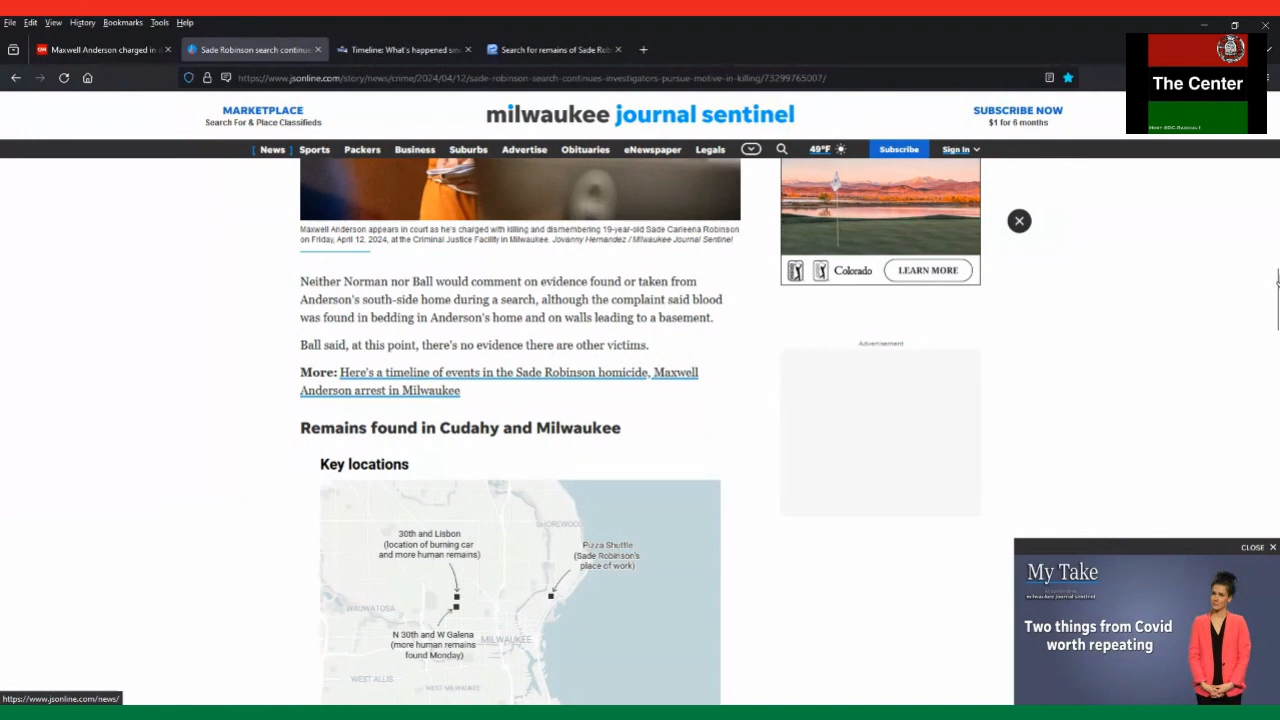 File Edit View History Bookmarks Tools Help
Maxwell Anderson charged in d
Sade Robinson search continue
Timeline: What's happened sin
Search for remains of Sade Rob
https://www.jsonline.com/story/news/crime/2024/04/12/sade-robinson-search-continues-investigators-pursue-motive-in-killing/73299765007/
The Center
MARKETPLACE
Search For & Place Classifieds
milwaukee journal sentinel
SUBSCRIBE NOW
$1 for 6 months
News Sports Packers Business Suburbs Advertise Obituaries eNewspaper Legals 49°F Subscribe Sign In
Maxwell Anderson appears in court as he's charged with killing and dismembering 19-year-old Sade Carleena Robinson
on Friday, April 12, 2024, at the Criminal Justice Facility in Milwaukee. Jovanny Hernandez / Milwaukee Journal Sentinel
Colorado LEARN MORE
Neither Norman nor Ball would comment on evidence found or taken from
Anderson's south-side home during a search, although the complaint said blood
was found in bedding in Anderson's home and on walls leading to a basement.
Ball said, at this point, there's no evidence there are other victims.
Advertisement
More: Here's a timeline of events in the Sade Robinson homicide, Maxwell
Anderson arrest in Milwaukee
Remains found in Cudahy and Milwaukee
Key locations
SHOREWOOD
30th and Lisbon
(location of burning car
and more human remains)
Pizza Shuttle
(Sade Robinson's
place of work)
WAUWATOSA
N 30th and W Galena
(more human remains
found Monday)
MILWAUKEE
WEST ALLIS
WEST MILWAUKEE
CLOSE X
My Take
milwaukee journal sentinel
Two things from Covid
worth repeating
https://www.jsonline.com/news/